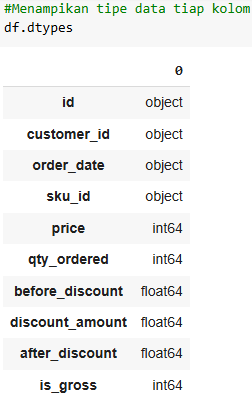 #Menampikan tipe data tiap kolom
df.dtypes
0
id object
customer_id object
order_date object
sku_id object
price int64
qty_ordered int64
before_discount float64
discount_amount float64
after_discount float64
is_gross int64